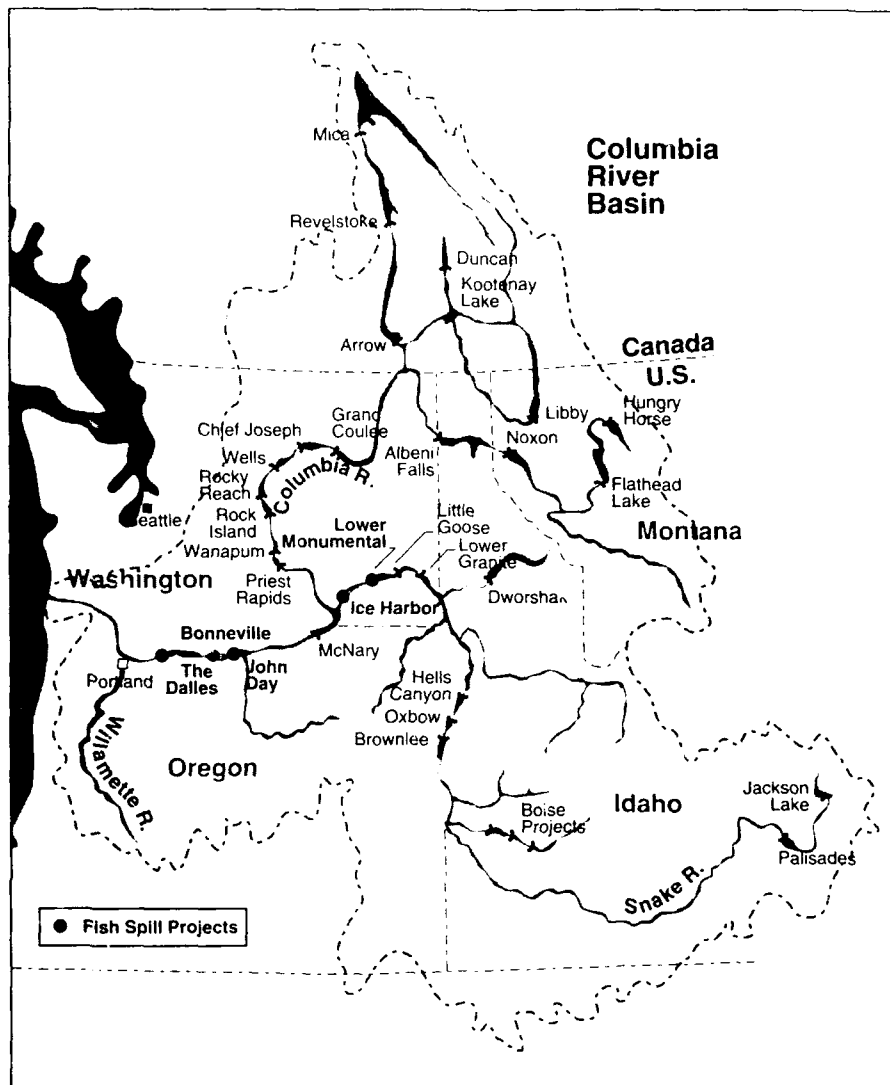 Columbia
River
Basin
Mica
Revelstoke
Duncan
Kootenay
Lake
Arrow
Canada
U.S.
Hungry
Horse
Libby
Grand
Coulee
Chief Joseph
Albeni
Falls
Noxon
Wells
Columbia R.
Rocky
Reach
Flathead
Lake
Little
Goose
Seattle
Rock
Island
Lower
Monumental
Montana
Wanapum
Lower
Granite
Washington
Priest
Rapids
Ice Harbor
Dworshak
Bonneville
McNary
Portland
The
Dalles
John
Day
Hells
Canyon
Oxbow
Brownlee
Willamette R.
Oregon
Boise
Projects
Idaho
Jackson
Lake
Palisades
Snake R.
Fish Spill Projects